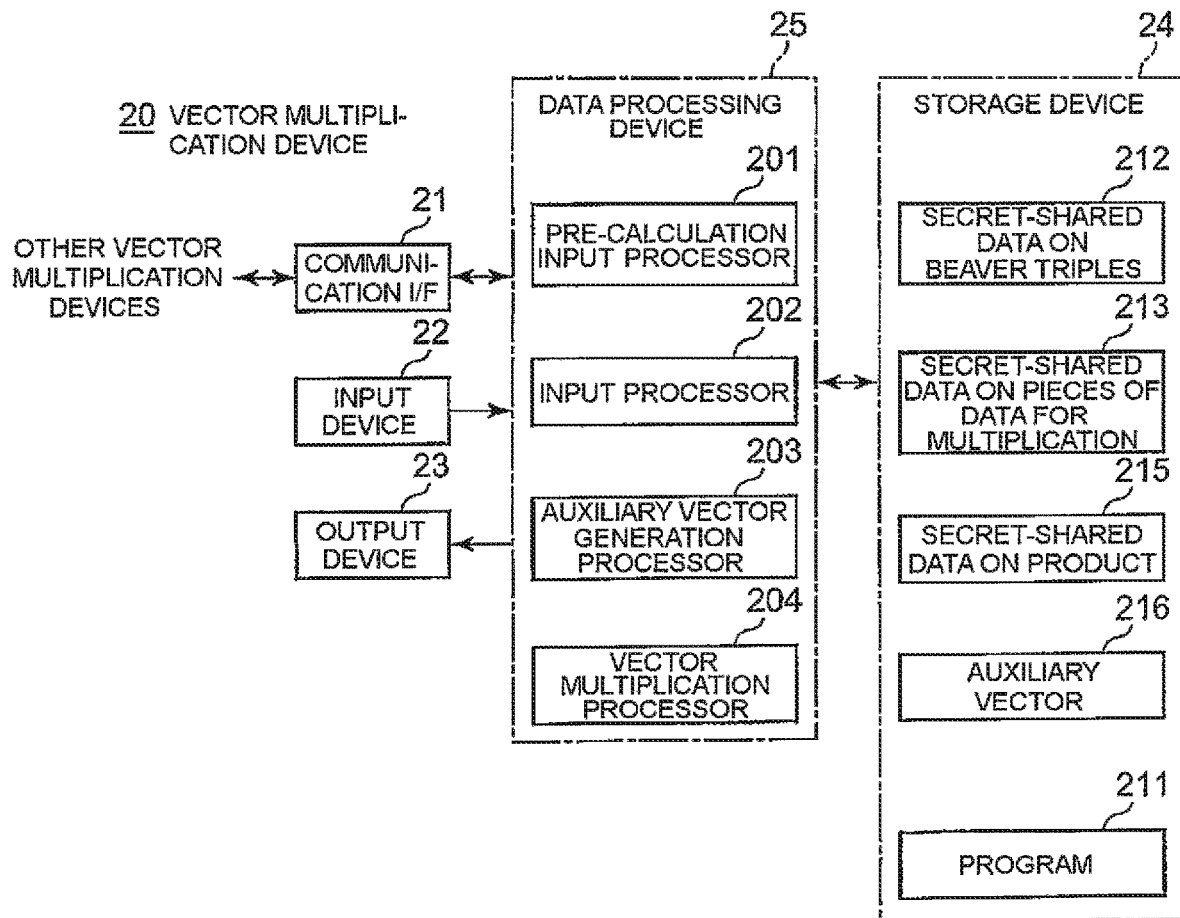 20 VECTOR MULTIPLI-
CATION DEVICE
OTHER VECTOR
MULTIPLICATION
DEVICES
21
COMMUNI-
CATION I/F
22
INPUT
DEVICE
23
OUTPUT
DEVICE
25
DATA PROCESSING
DEVICE
201
PRE-CALCULATION
INPUT PROCESSOR
202
INPUT PROCESSOR
203
AUXILIARY VECTOR
GENERATION
PROCESSOR
204
VECTOR
MULTIPLICATION
PROCESSOR
24
STORAGE DEVICE
212
SECRET-SHARED
DATA ON
BEAVER TRIPLES
213
SECRET-SHARED
DATA ON PIECES OF
DATA FOR
MULTIPLICATION
215
SECRET-SHARED
DATA ON PRODUCT
216
AUXILIARY
VECTOR
211
PROGRAM